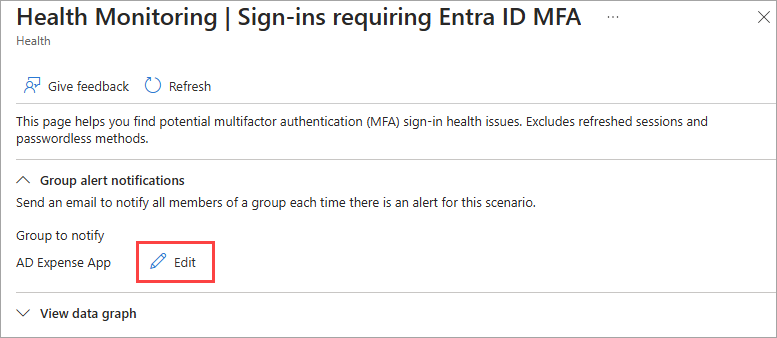 Health Monitoring | Sign-ins requiring Entra ID MFA ...
Health
Give feedback Refresh
This page helps you find potential multifactor authentication (MFA) sign-in health issues. Excludes refreshed sessions and
passwordless methods.
Group alert notifications
Send an email to notify all members of a group each time there is an alert for this scenario.
Group to notify
AD Expense App Edit
View data graph